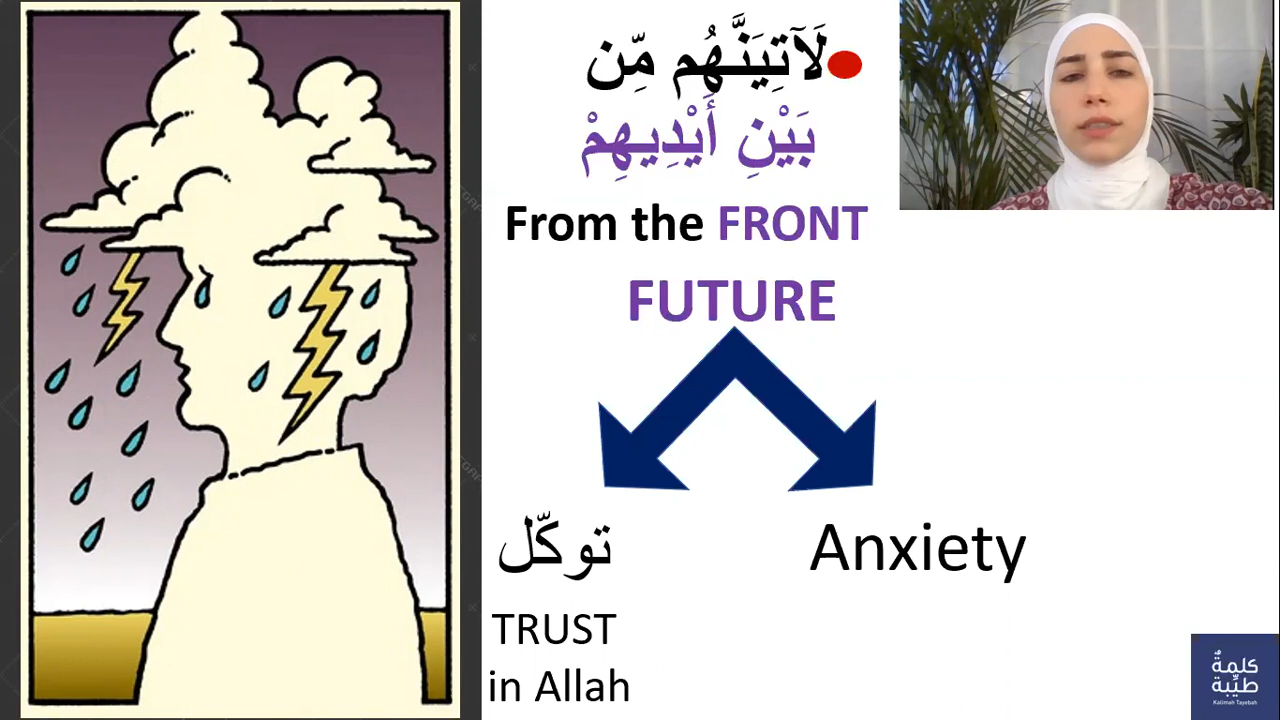 لَآتِيَنَّهُم مِّن
بَيْنِ أَيْدِيهِمْ
From the FRONT
FUTURE
توكّل
Anxiety
TRUST
in Allah
كلمةٌ
طيّبة
Kalimah Tayebah